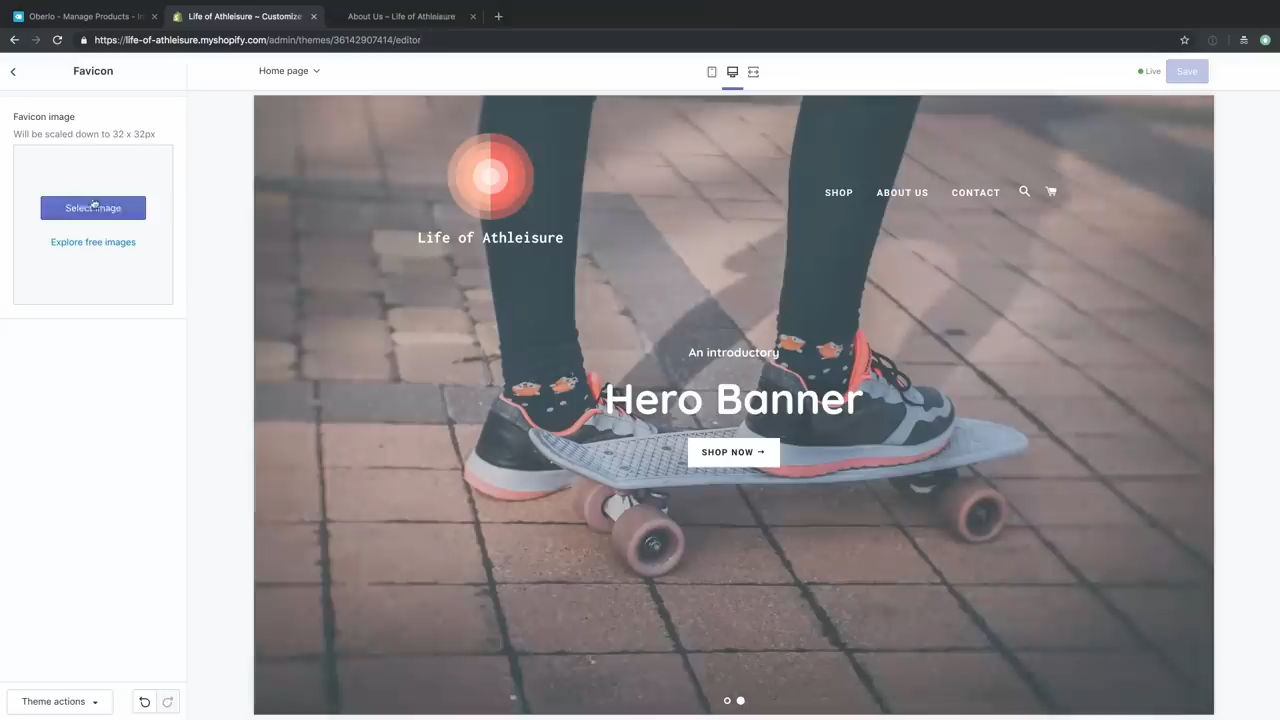 Oberlo - Manage Products - In
Life of Athleisure ~ Customize
About Us – Life of Athleisure
https://life-of-athleisure.myshopify.com/admin/themes/36142907414/editor
Favicon
Home page
Live
Save
Favicon image
Will be scaled down to 32 x 32px
Select image
Explore free images
SHOP
ABOUT US
CONTACT
Life of Athleisure
An introductory
Hero Banner
SHOP NOW →
Theme actions